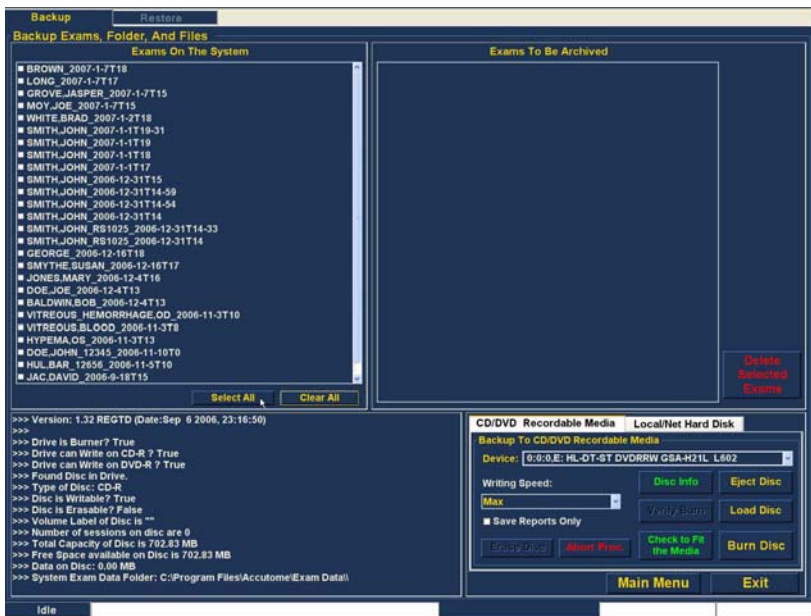 Backup
Restore
Backup Exams, Folder, And Files
Exams On The System
BROWN_2007-1-7T18
LONG_2007-1-7T17
GROVE,JASPER_2007-1-7T15
MOY,JOE_2007-1-7T15
WHITE,BRAD_2007-1-2T18
SMITH,JOHN_2007-1-1T19-31
SMITH,JOHN_2007-1-1T19
SMITH,JOHN_2007-1-1T18
SMITH,JOHN_2007-1-1T17
SMITH,JOHN_2006-12-31T15
SMITH,JOHN_2006-12-31T14-59
SMITH,JOHN_2006-12-31T14-54
SMITH,JOHN_2006-12-31T14
SMITH,JOHN_RS1025_2006-12-31T14-33
SMITH,JOHN_RS1025_2006-12-31T14
GEORGE_2006-12-16T18
SMYTHE,SUSAN_2006-12-16T17
JONES,MARY_2006-12-4T16
DOE,JOE_2006-12-4T13
BALDWIN,BOB_2006-12-4T13
VITREOUS_HEMORRHAGE,OD_2006-11-3T10
VITREOUS,BLOOD_2006-11-3T8
HYPEMA,OS_2006-11-3T13
DOE,JOHN_12345_2006-11-10T0
HUL,BAR_12656_2006-11-5T10
JAC,DAVID_2006-9-18T15
Select All
Clear All
Exams To Be Archived
Delete
Selected
Exams
>>> Version: 1.32 REGTD (Date:Sep 6 2006, 23:16:50)
>>>
>>> Drive is Burner? True
>>> Drive can Write on CD-R ? True
>>> Drive can Write on DVD-R ? True
>>> Found Disc in Drive.
>>> Type of Disc: CD-R
>>> Disc is Writable? True
>>> Disc is Erasable? False
>>> Volume Label of Disc is ""
>>> Number of sessions on disc are 0
>>> Total Capacity of Disc is 702.83 MB
>>> Free Space available on Disc is 702.83 MB
>>> Data on Disc: 0.00 MB
>>> System Exam Data Folder: C:\Program Files\Accutome\Exam Data\\
CD/DVD Recordable Media
Local/Net Hard Disk
Backup To CD/DVD Recordable Media
Device: 0:0:0,E: HL-DT-ST DVDRRW GSA-H21L L602
Writing Speed:
Max
Save Reports Only
Disc Info
Eject Disc
Verify Burn
Load Disc
Erase Disc
Abort Proc.
Check to Fit
the Media
Burn Disc
Main Menu
Exit
Idle